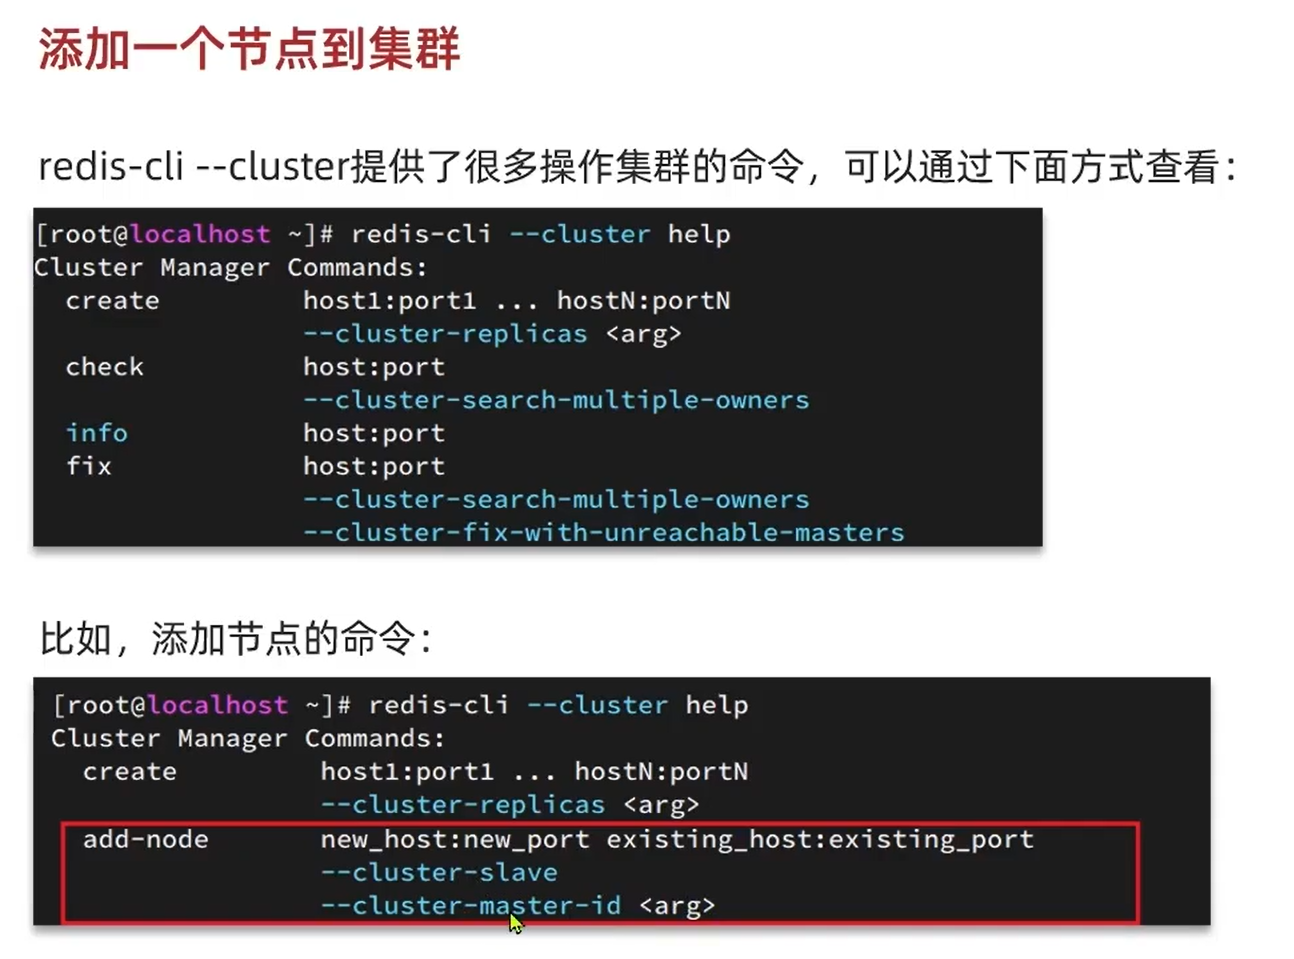 添加一个节点到集群
redis-cli --cluster提供了很多操作集群的命令，可以通过下面方式查看：
[root@localhost ~]# redis-cli --cluster help
Cluster Manager Commands:
create host1:port1 ... hostN:portN
--cluster-replicas <arg>
check host:port
--cluster-search-multiple-owners
info host:port
fix host:port
--cluster-search-multiple-owners
--cluster-fix-with-unreachable-masters
比如，添加节点的命令：
[root@localhost ~]# redis-cli --cluster help
Cluster Manager Commands:
create host1:port1 ... hostN:portN
--cluster-replicas <arg>
add-node new_host:new_port existing_host:existing_port
--cluster-slave
--cluster-master-id <arg>